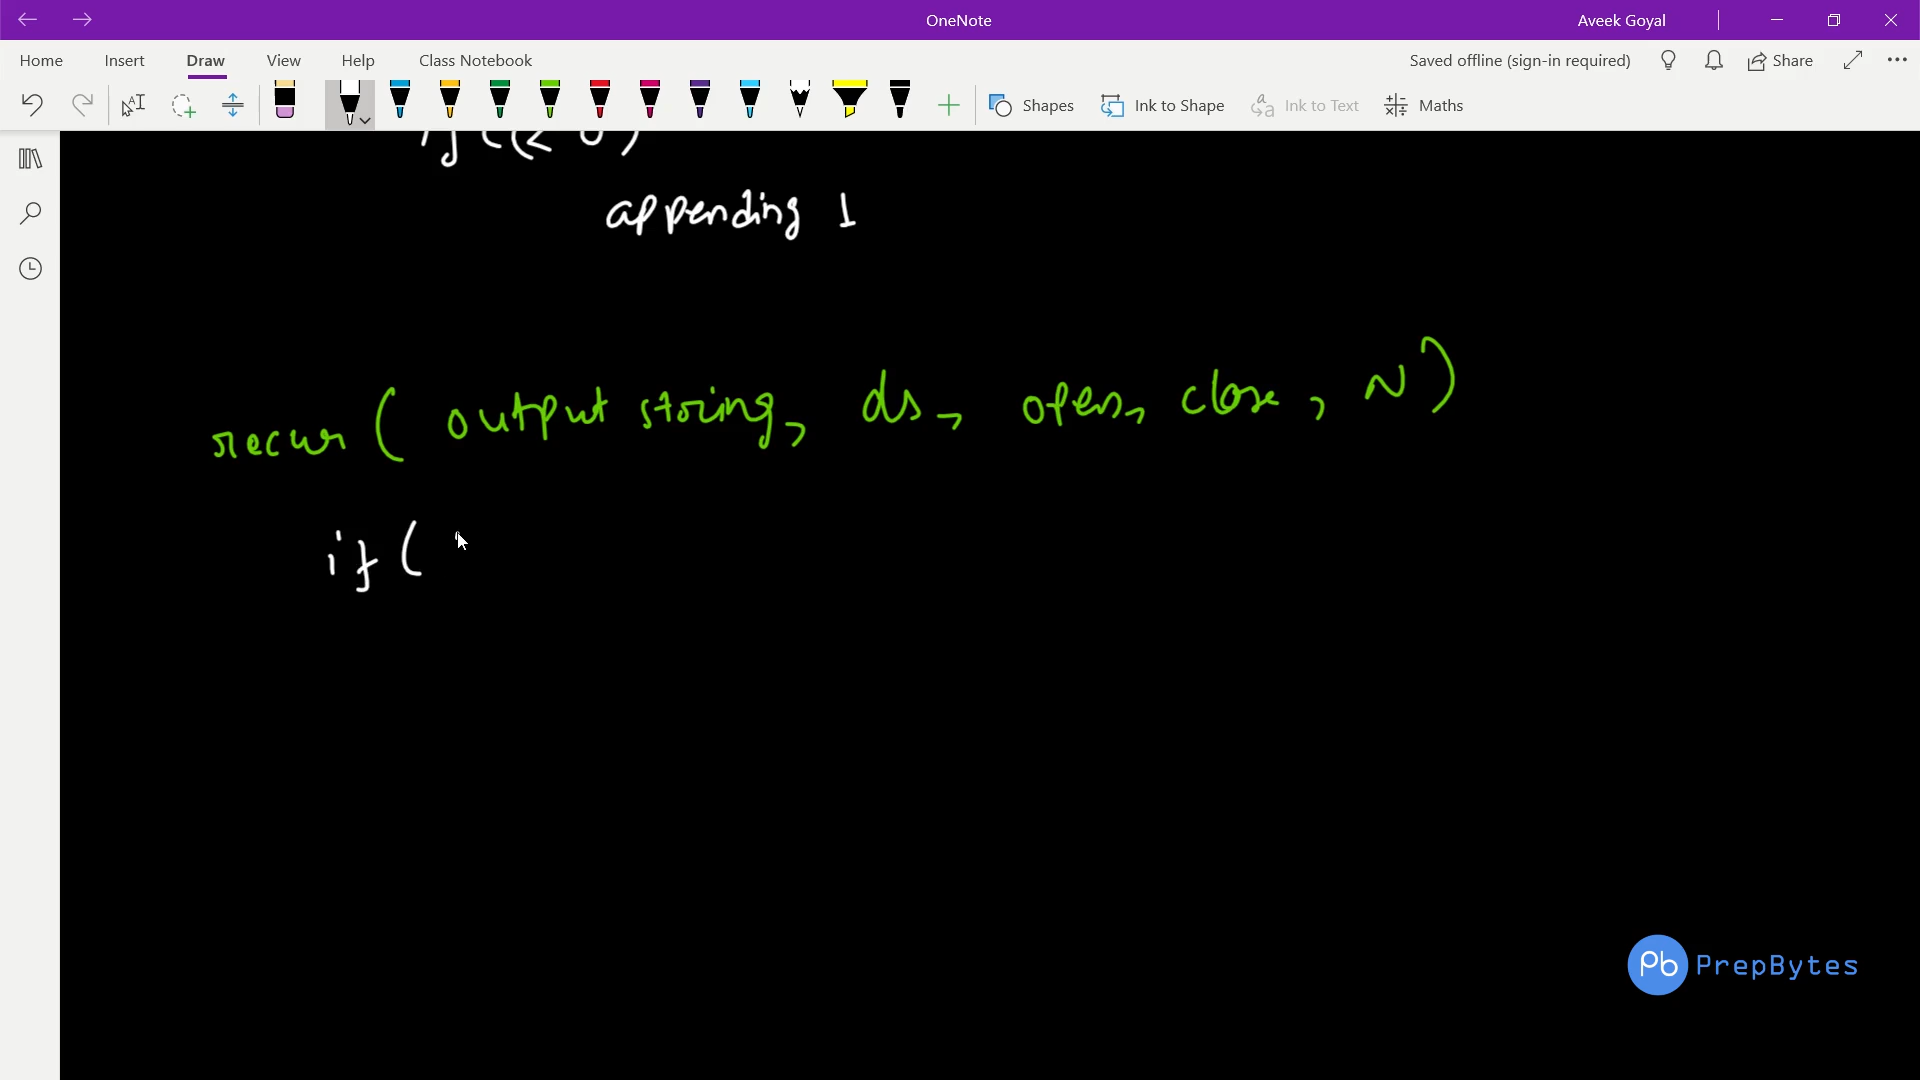 OneNote
Aveek Goyal
Home Insert Draw View Help Class Notebook
Saved offline (sign-in required) Share
Shapes Ink to Shape Ink to Text Maths
appending 1
recur ( output string, ds, open, close, N )
if (
Pb PrepBytes